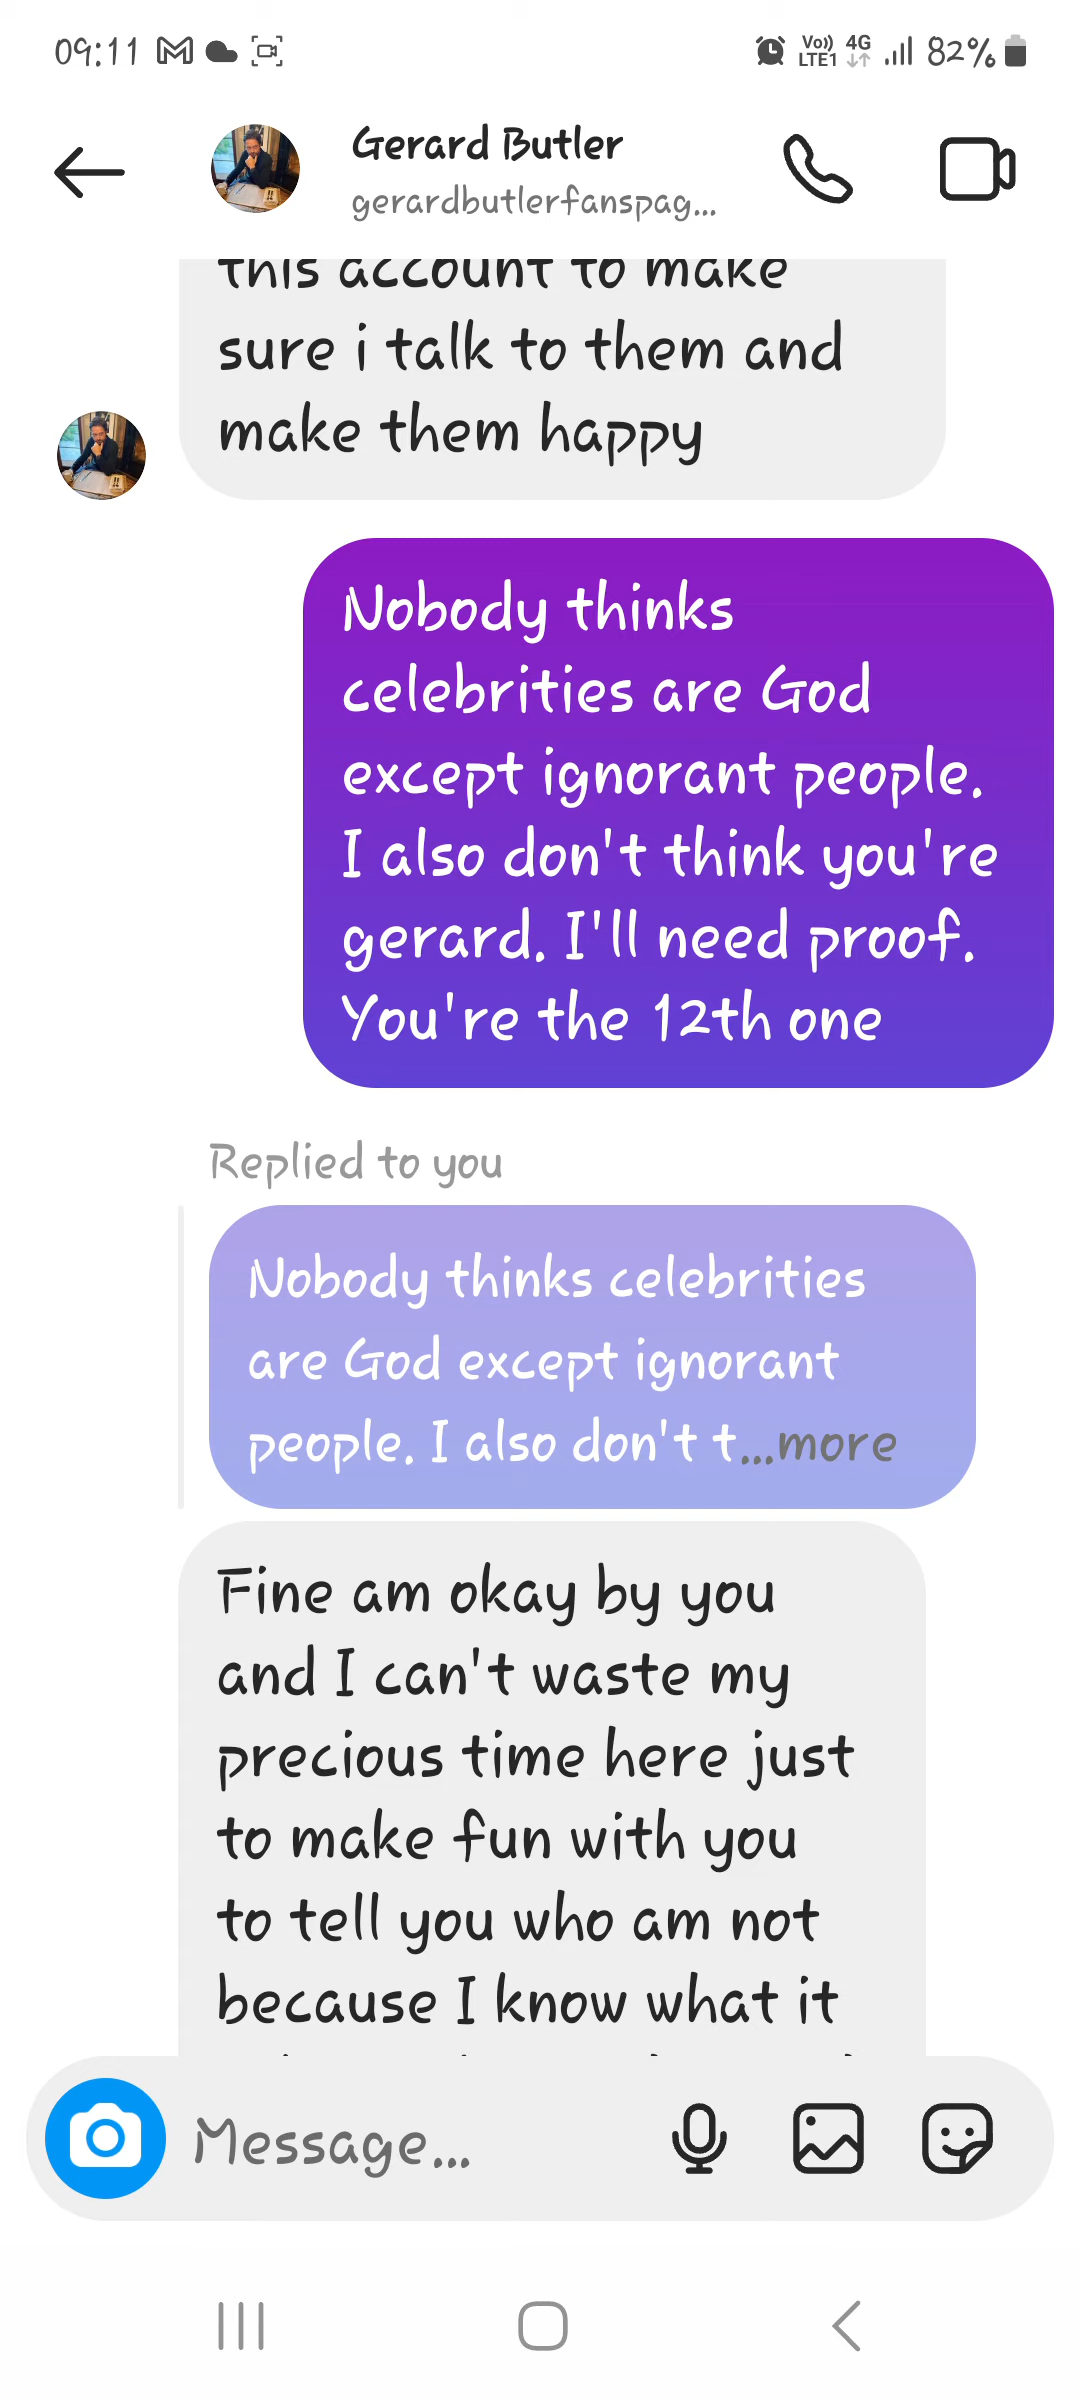 09:11
Vo)) 4G 82%
LTE1
Gerard Butler
gerardbutlerfanspag...
this account to make
sure i talk to them and
make them happy
Nobody thinks
celebrities are God
except ignorant people.
I also don't think you're
gerard. I'll need proof.
You're the 12th one
Replied to you
Nobody thinks celebrities
are God except ignorant
people. I also don't t...more
Fine am okay by you
and I can't waste my
precious time here just
to make fun with you
to tell you who am not
because I know what it
Message...